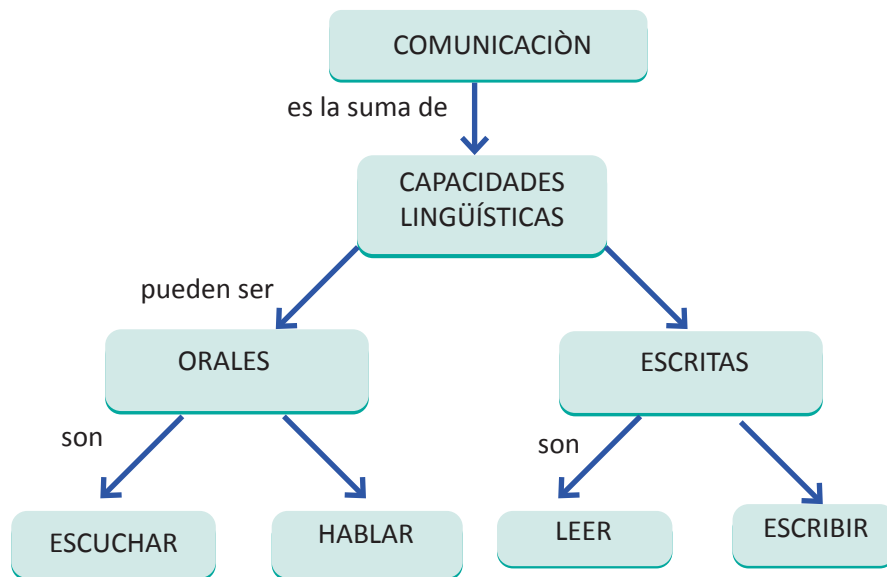 COMUNICACIÒN
es la suma de
CAPACIDADES
LINGÜÍSTICAS
pueden ser
ORALES
ESCRITAS
son
son
ESCUCHAR
HABLAR
LEER
ESCRIBIR